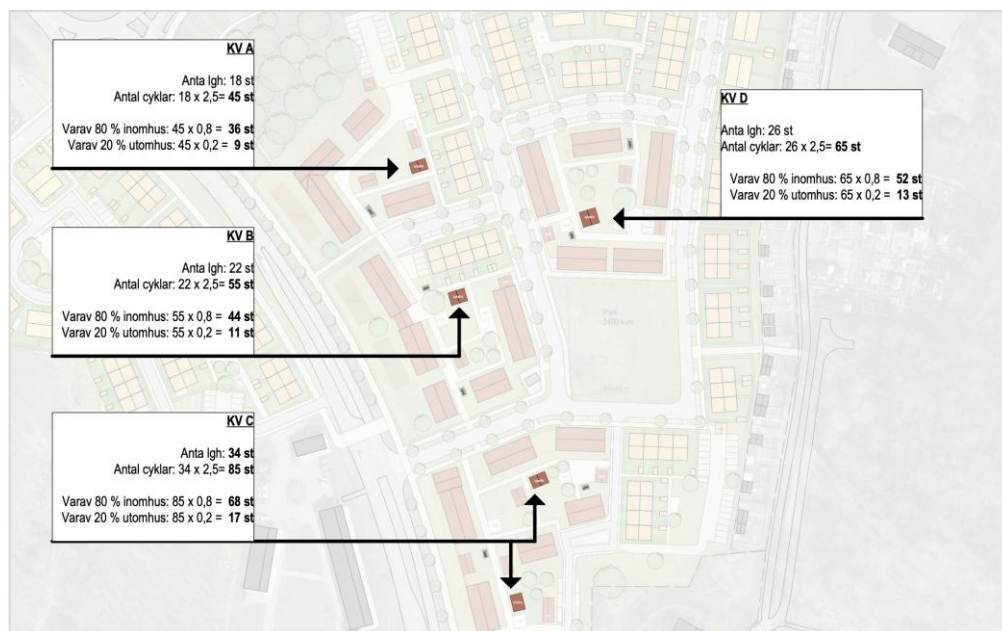 KV A
Anta lgh: 18 st
Antal cyklar: 18 x 2,5= 45 st
Varav 80 % inomhus: 45 x 0,8 = 36 st
Varav 20 % utomhus: 45 x 0,2 = 9 st
KV D
Anta lgh: 26 st
Antal cyklar: 26 x 2,5= 65 st
Varav 80 % inomhus: 65 x 0,8 = 52 st
Varav 20 % utomhus: 65 x 0,2 = 13 st
KV B
Anta lgh: 22 st
Antal cyklar: 22 x 2,5= 55 st
Varav 80 % inomhus: 55 x 0,8 = 44 st
Varav 20 % utomhus: 55 x 0,2 = 11 st
Park
2400 kvm
KV C
Anta lgh: 34 st
Antal cyklar: 34 x 2,5= 85 st
Varav 80 % inomhus: 85 x 0,8 = 68 st
Varav 20 % utomhus: 85 x 0,2 = 17 st